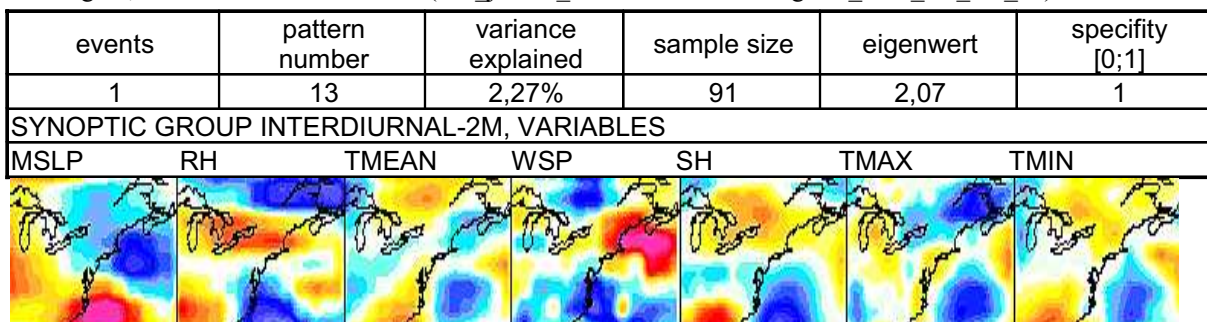 events pattern number variance explained sample size eigenwert specifity [0;1]
1 13 2,27% 91 2,07 1
SYNOPTIC GROUP INTERDIURNAL-2M, VARIABLES
MSLP RH TMEAN WSP SH TMAX TMIN